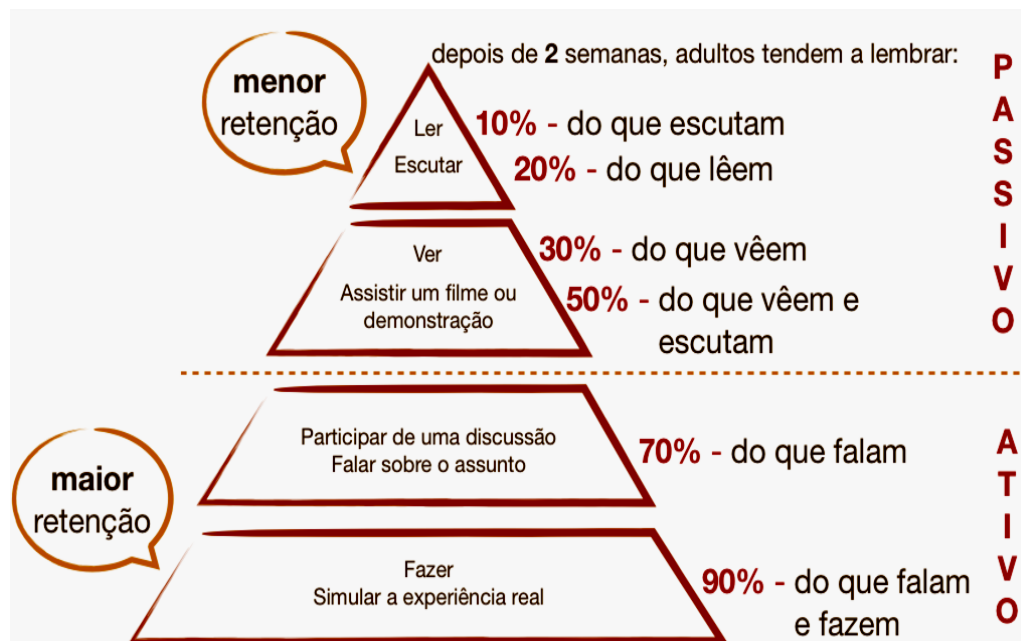 depois de 2 semanas, adultos tendem a lembrar:
menor
retenção
Ler
Escutar
10% - do que escutam
20% - do que lêem
Ver
Assistir um filme ou
demonstração
30% - do que vêem
50% - do que vêem e
escutam
PASSIVO
maior
retenção
Participar de uma discussão
Falar sobre o assunto
70% - do que falam
Fazer
Simular a experiência real
90% - do que falam
e fazem
ATIVO